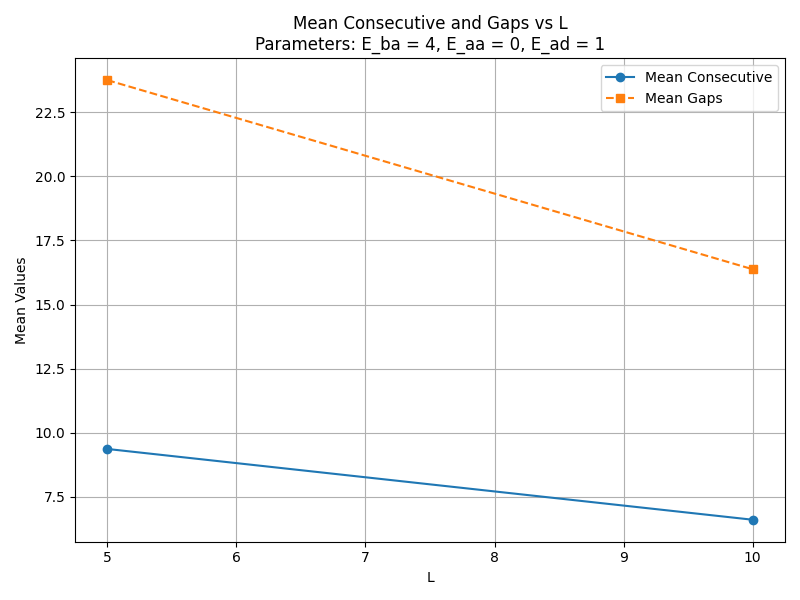 Mean Consecutive and Gaps vs L
Parameters: E_ba = 4, E_aa = 0, E_ad = 1
Mean Consecutive
Mean Gaps
Mean Values
22.5
20.0
17.5
15.0
12.5
10.0
7.5
5 6 7 8 9 10
L